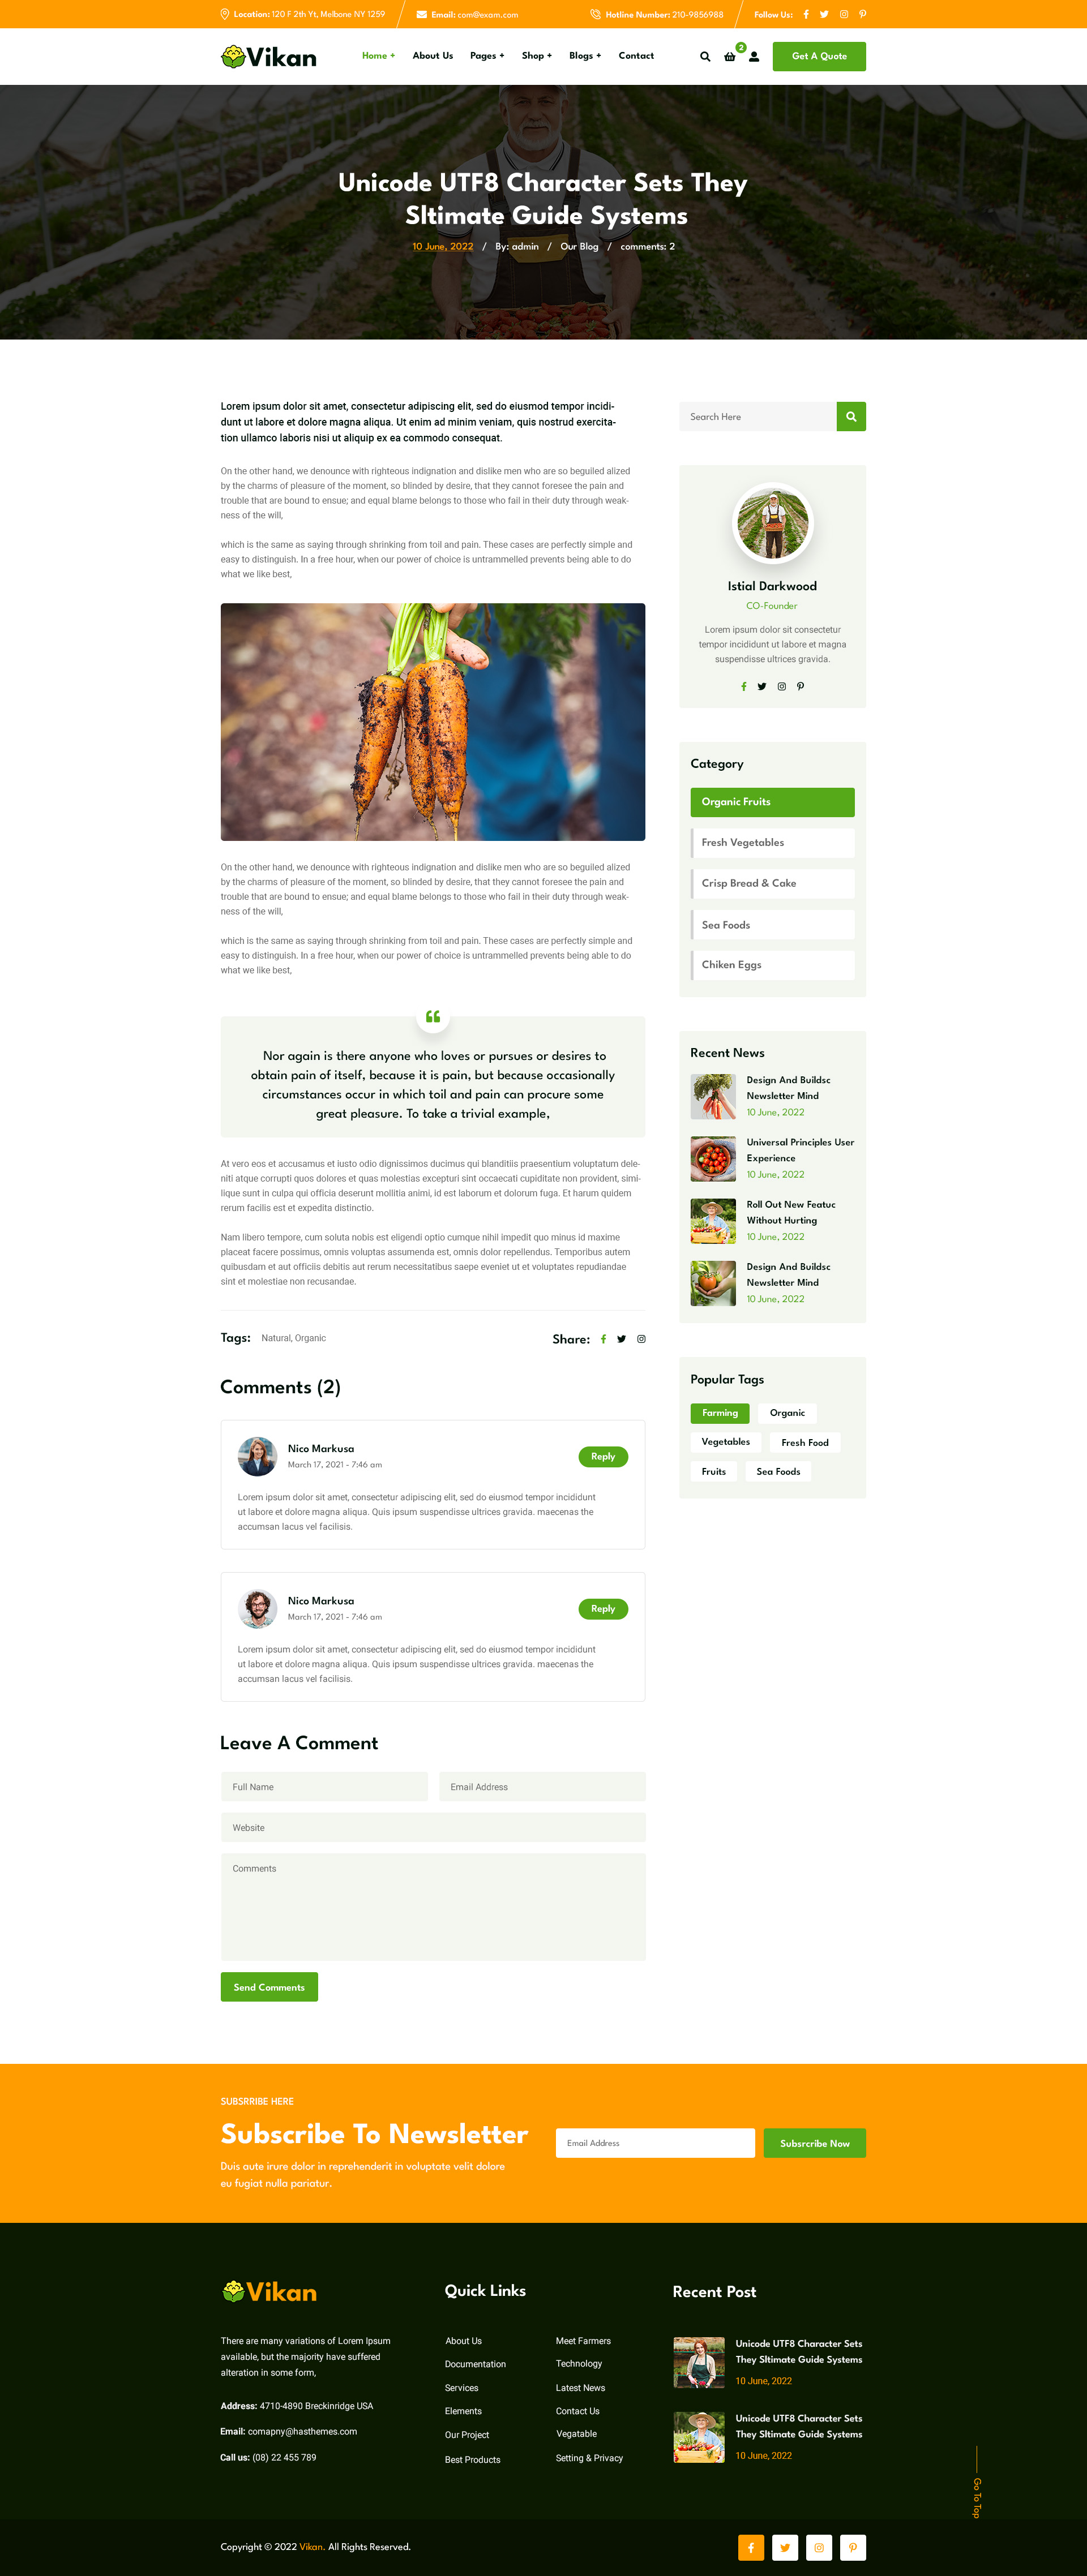 Location: 120 F 2th Yt, Melbone NY 1259
Email: com@exam.com
Hotline Number: 210-9856988
Follow Us:
Vikan
Home +
About Us
Pages +
Shop +
Blogs +
Contact
2
Get A Quote
Unicode UTF8 Character Sets They
Sltimate Guide Systems
10 June, 2022 / By: admin / Our Blog / comments: 2
Lorem ipsum dolor sit amet, consectetur adipiscing elit, sed do eiusmod tempor incidi-
dunt ut labore et dolore magna aliqua. Ut enim ad minim veniam, quis nostrud exercita-
tion ullamco laboris nisi ut aliquip ex ea commodo consequat.
On the other hand, we denounce with righteous indignation and dislike men who are so beguiled alized
by the charms of pleasure of the moment, so blinded by desire, that they cannot foresee the pain and
trouble that are bound to ensue; and equal blame belongs to those who fail in their duty through weak-
ness of the will,
which is the same as saying through shrinking from toil and pain. These cases are perfectly simple and
easy to distinguish. In a free hour, when our power of choice is untrammelled prevents being able to do
what we like best,
On the other hand, we denounce with righteous indignation and dislike men who are so beguiled alized
by the charms of pleasure of the moment, so blinded by desire, that they cannot foresee the pain and
trouble that are bound to ensue; and equal blame belongs to those who fail in their duty through weak-
ness of the will,
which is the same as saying through shrinking from toil and pain. These cases are perfectly simple and
easy to distinguish. In a free hour, when our power of choice is untrammelled prevents being able to do
what we like best,
Nor again is there anyone who loves or pursues or desires to
obtain pain of itself, because it is pain, but because occasionally
circumstances occur in which toil and pain can procure some
great pleasure. To take a trivial example,
At vero eos et accusamus et iusto odio dignissimos ducimus qui blanditiis praesentium voluptatum dele-
niti atque corrupti quos dolores et quas molestias excepturi sint occaecati cupiditate non provident, simi-
lique sunt in culpa qui officia deserunt mollitia animi, id est laborum et dolorum fuga. Et harum quidem
rerum facilis est et expedita distinctio.
Nam libero tempore, cum soluta nobis est eligendi optio cumque nihil impedit quo minus id maxime
placeat facere possimus, omnis voluptas assumenda est, omnis dolor repellendus. Temporibus autem
quibusdam et aut officiis debitis aut rerum necessitatibus saepe eveniet ut et voluptates repudiandae
sint et molestiae non recusandae.
Tags: Natural, Organic
Share:
Comments (2)
Nico Markusa
March 17, 2021 - 7:46 am
Reply
Lorem ipsum dolor sit amet, consectetur adipiscing elit, sed do eiusmod tempor incididunt
ut labore et dolore magna aliqua. Quis ipsum suspendisse ultrices gravida. maecenas the
accumsan lacus vel facilisis.
Nico Markusa
March 17, 2021 - 7:46 am
Reply
Lorem ipsum dolor sit amet, consectetur adipiscing elit, sed do eiusmod tempor incididunt
ut labore et dolore magna aliqua. Quis ipsum suspendisse ultrices gravida. maecenas the
accumsan lacus vel facilisis.
Leave A Comment
Full Name
Email Address
Website
Comments
Send Comments
Search Here
Istial Darkwood
CO-Founder
Lorem ipsum dolor sit consectetur
tempor incididunt ut labore et magna
suspendisse ultrices gravida.
Category
Organic Fruits
Fresh Vegetables
Crisp Bread & Cake
Sea Foods
Chiken Eggs
Recent News
Design And Buildsc
Newsletter Mind
10 June, 2022
Universal Principles User
Experience
10 June, 2022
Roll Out New Featuc
Without Hurting
10 June, 2022
Design And Buildsc
Newsletter Mind
10 June, 2022
Popular Tags
Farming
Organic
Vegetables
Fresh Food
Fruits
Sea Foods
SUBSRRIBE HERE
Subscribe To Newsletter
Duis aute irure dolor in reprehenderit in voluptate velit dolore
eu fugiat nulla pariatur.
Email Address
Subsrcribe Now
Vikan
There are many variations of Lorem Ipsum
available, but the majority have suffered
alteration in some form,
Address: 4710-4890 Breckinridge USA
Email: comapny@hasthemes.com
Call us: (08) 22 455 789
Quick Links
About Us
Documentation
Services
Elements
Our Project
Best Products
Meet Farmers
Technology
Latest News
Contact Us
Vegatable
Setting & Privacy
Recent Post
Unicode UTF8 Character Sets
They Sltimate Guide Systems
10 June, 2022
Unicode UTF8 Character Sets
They Sltimate Guide Systems
10 June, 2022
Go To Top
Copyright © 2022 Vikan. All Rights Reserved.